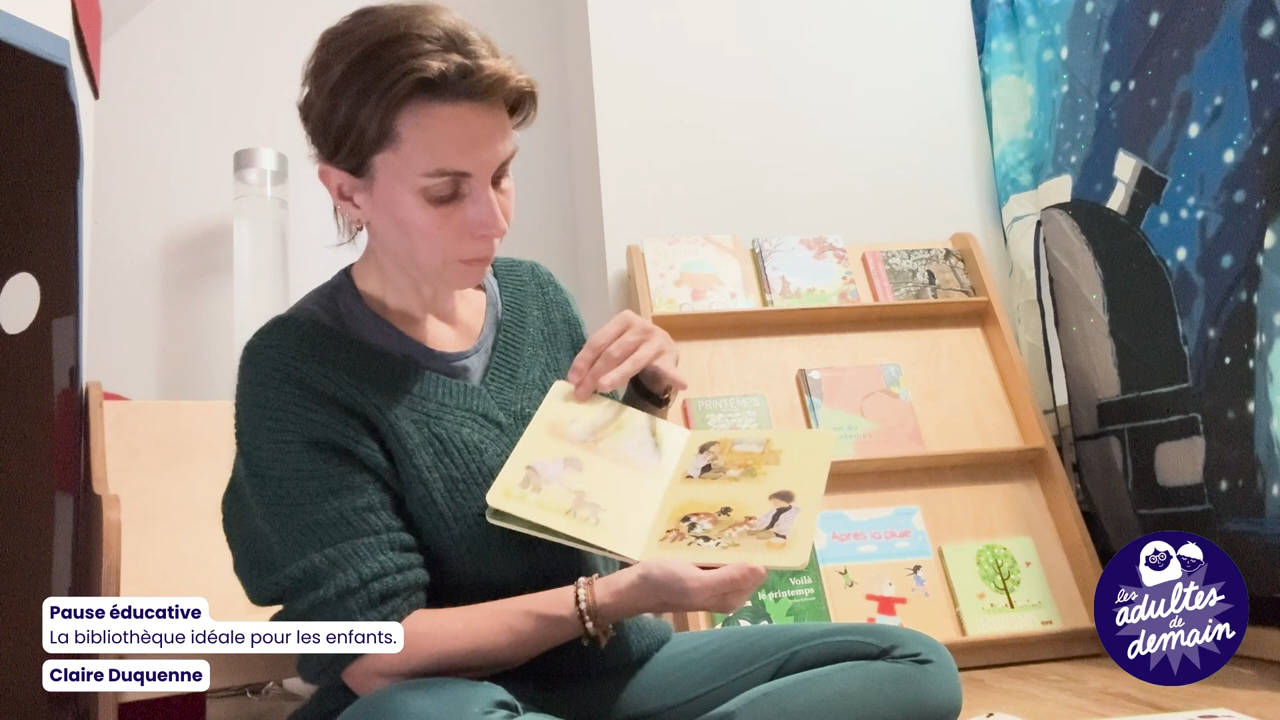 PRINTEMPS
Après la pluie
Voilà
le printemps
Pause éducative
La bibliothèque idéale pour les enfants.
Claire Duquenne
les
adultes
de
demain